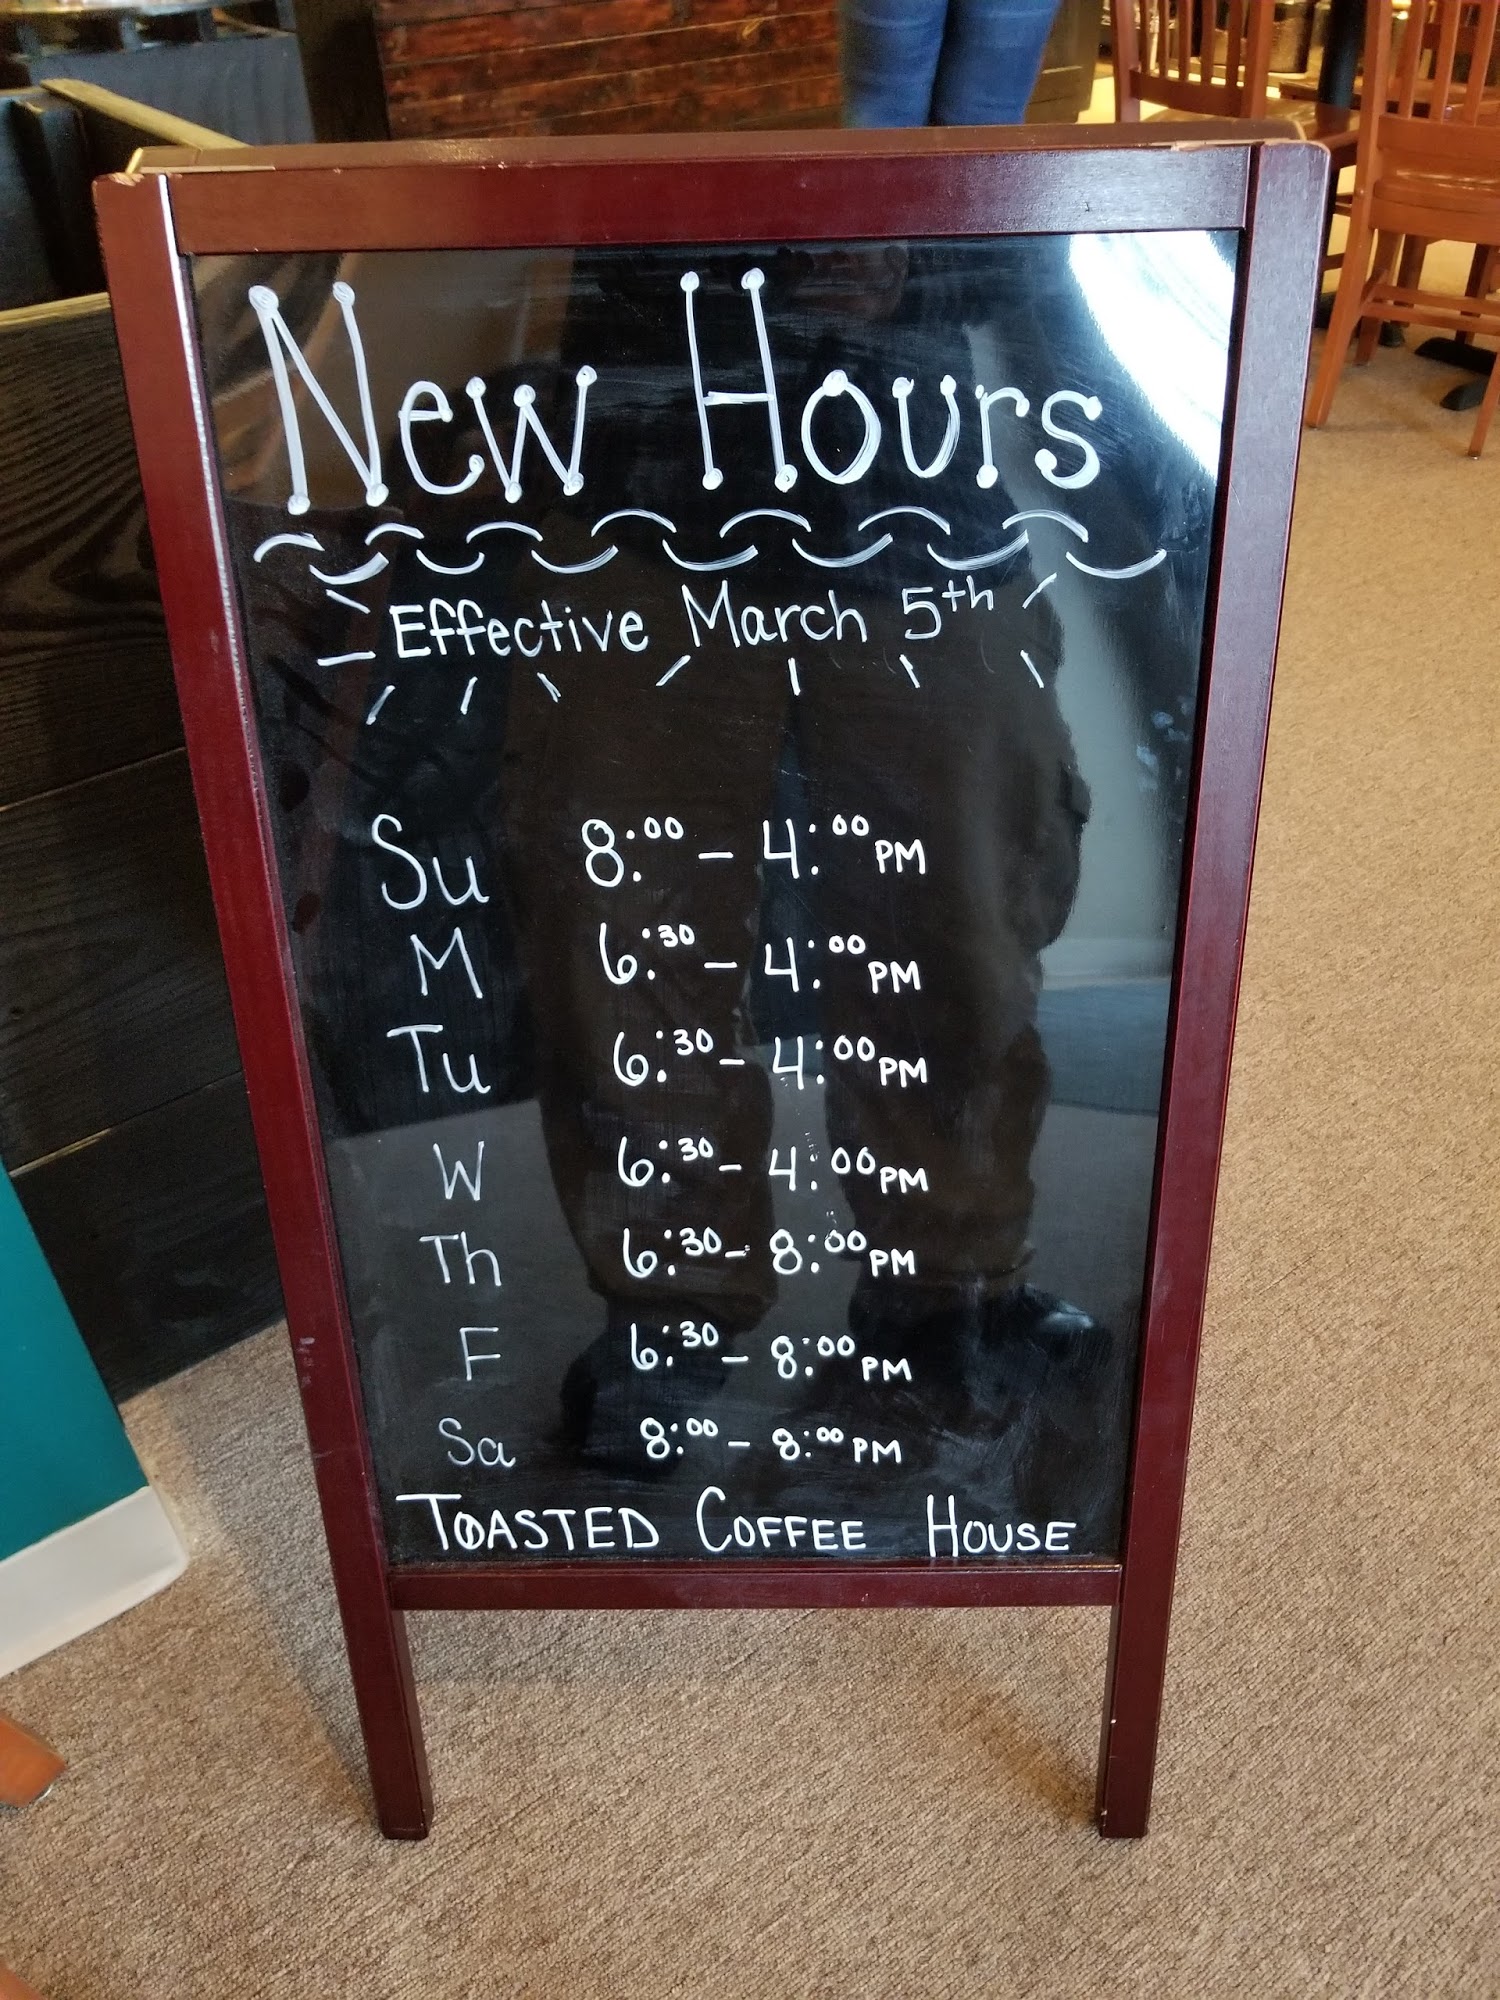 New Hours
Effective March 5th
Su 8:00 - 4:00 PM
M 6:30 - 4:00 PM
Tu 6:30 - 4:00 PM
W 6:30 - 4:00 PM
Th 6:30 - 8:00 PM
F 6:30 - 8:00 PM
Sa 8:00 - 8:00 PM
TOASTED COFFEE HOUSE